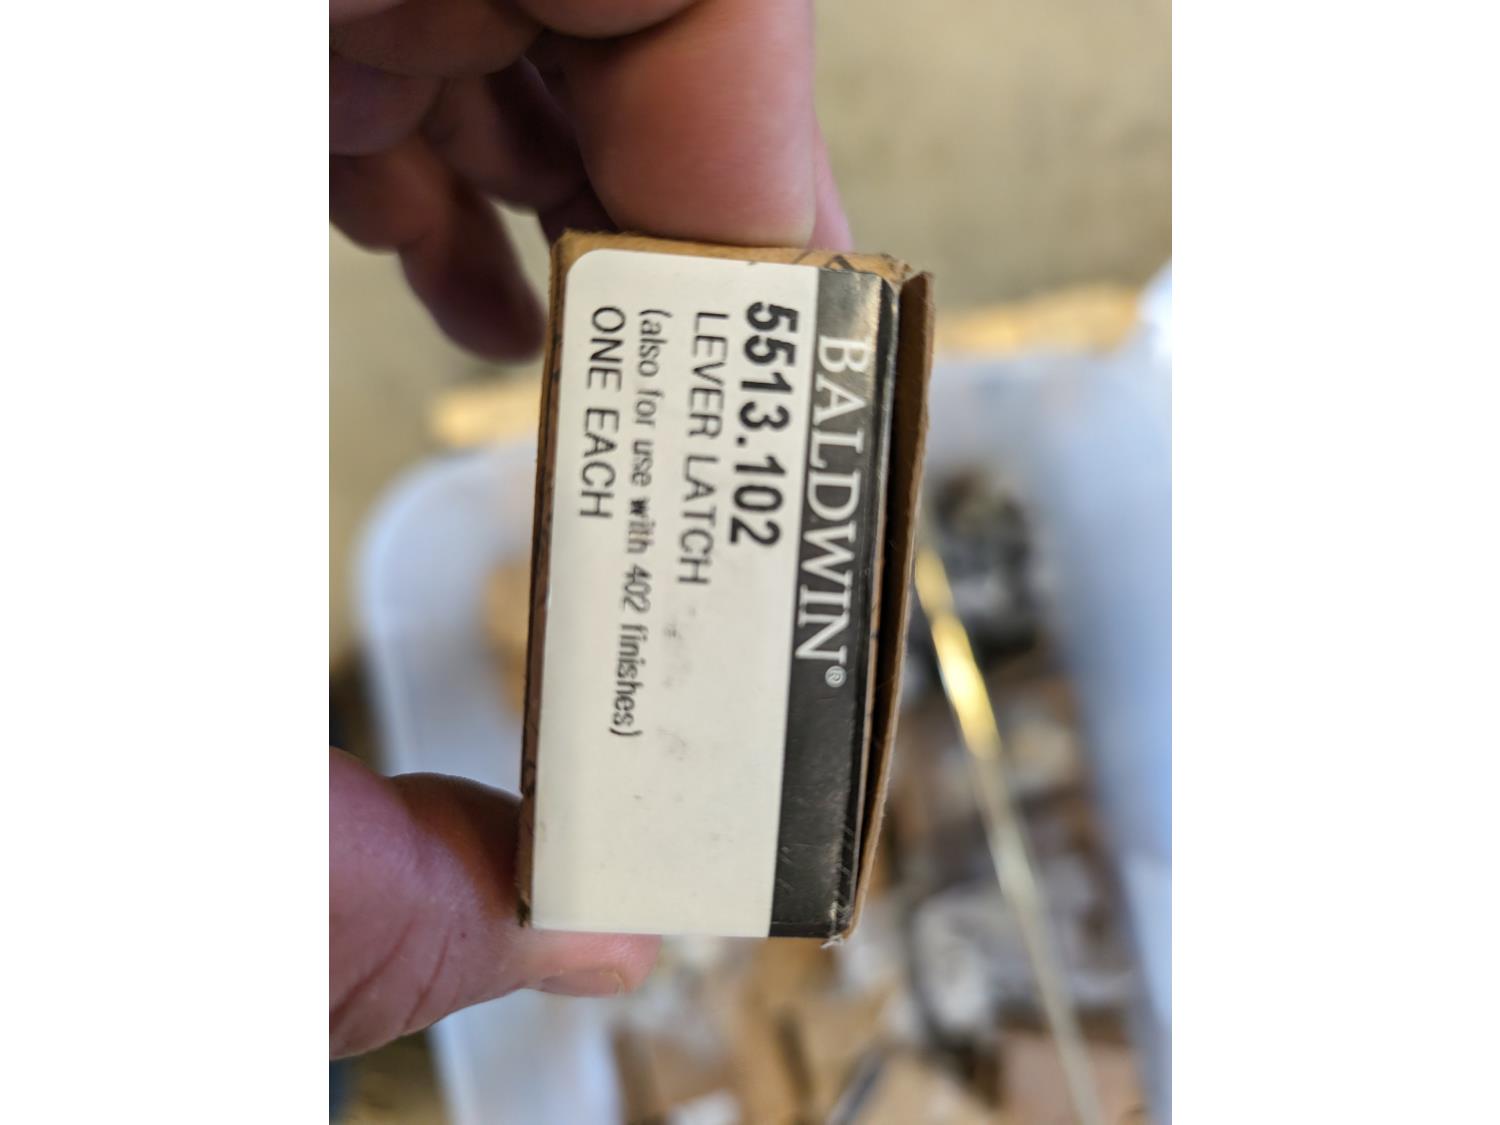 BALDWIN®
5513.102
LEVER LATCH
(also for use with 402 finishes)
ONE EACH